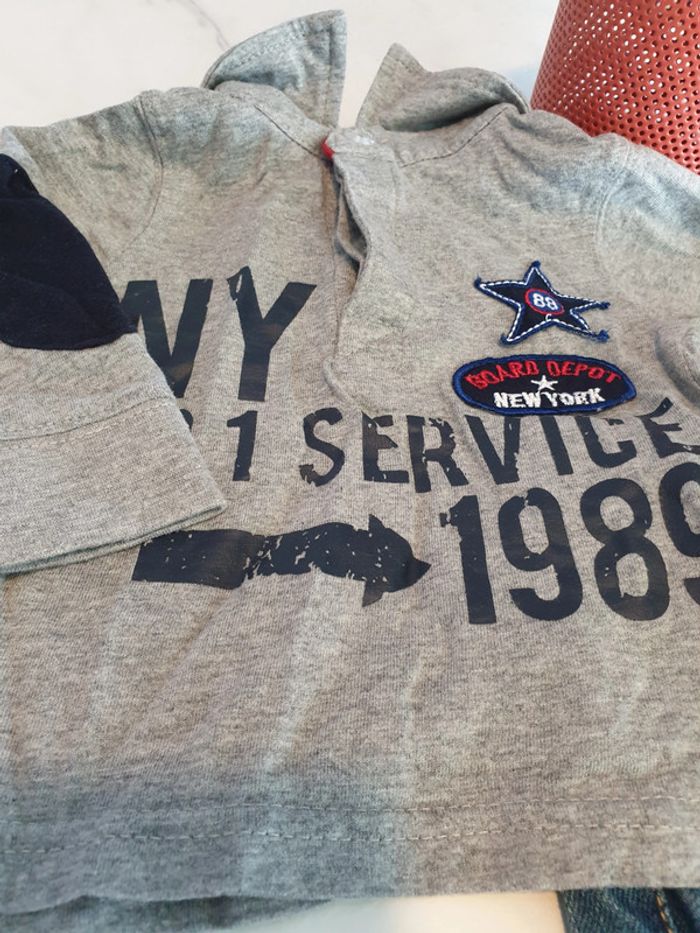 NY
88
BOARD DEPOT
NEW YORK
1 SERVICE
1989